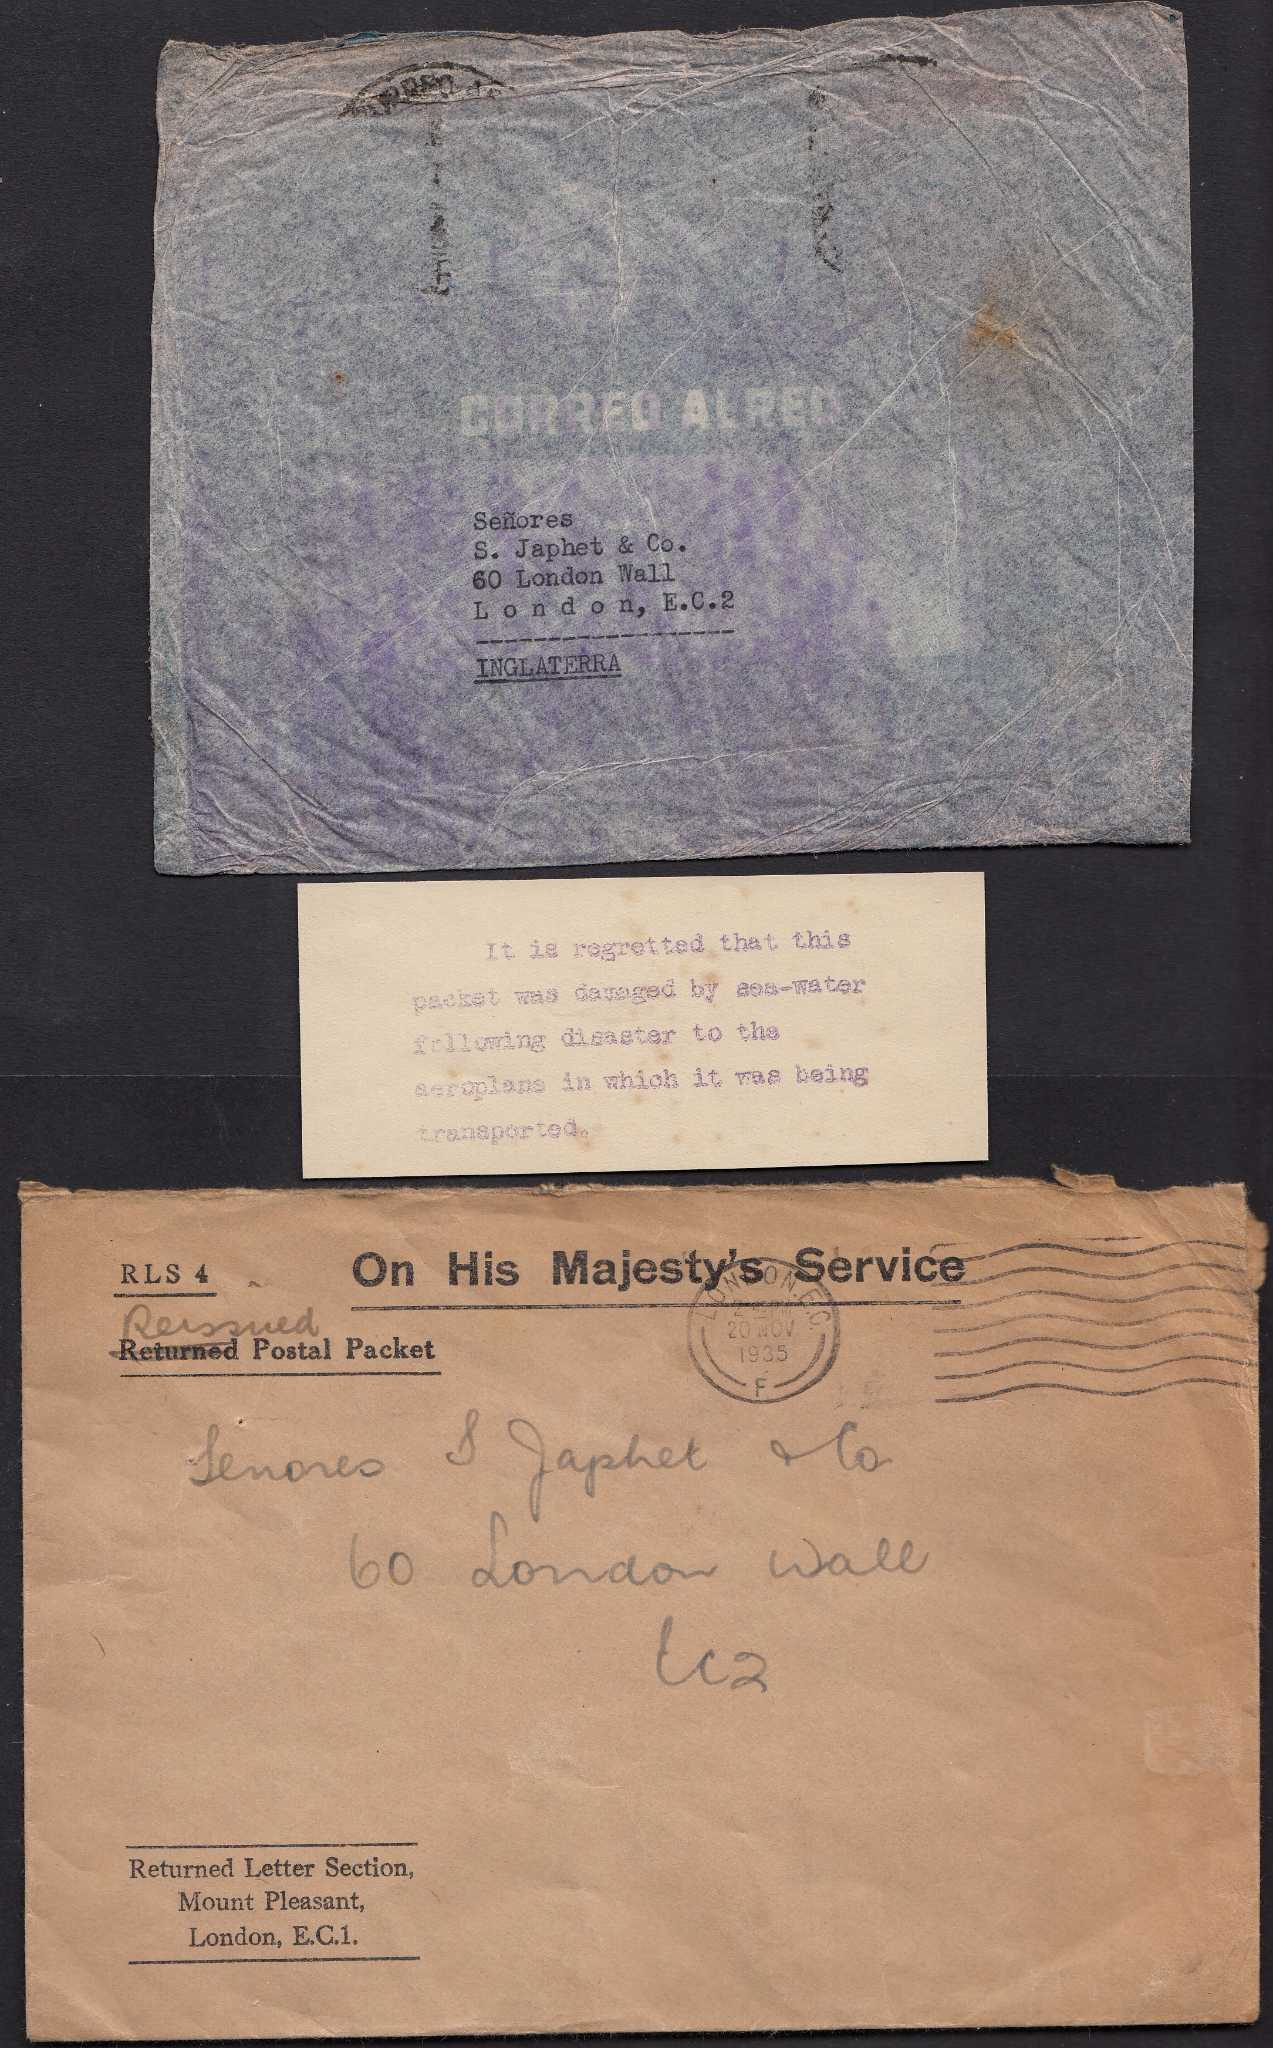 CORREO
CORREO AEREO
Señores
S. Japhet & Co.
60 London Wall
London, E.C.2
INGLATERRA
It is regretted that this
packet was damaged by sea-water
following disaster to the
aeroplane in which it was being
transported.
RLS 4
On His Majesty's Service
Reissued
Returned Postal Packet
LONDON. E.C.
20 NOV
1935
F
Senores S Japhet & Co
60 London Wall
EC2
Returned Letter Section,
Mount Pleasant,
London, E.C.1.